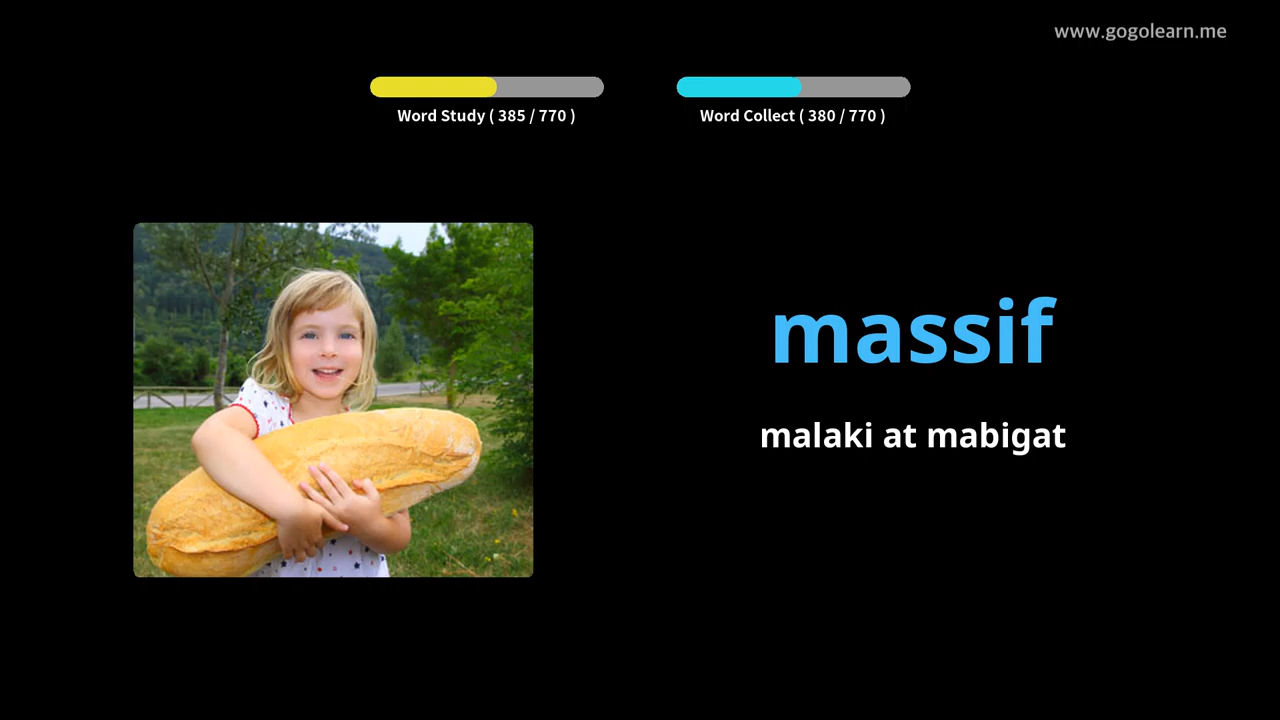 www.gogolearn.me
Word Study ( 385 / 770 )
Word Collect ( 380 / 770 )
massif
malaki at mabigat